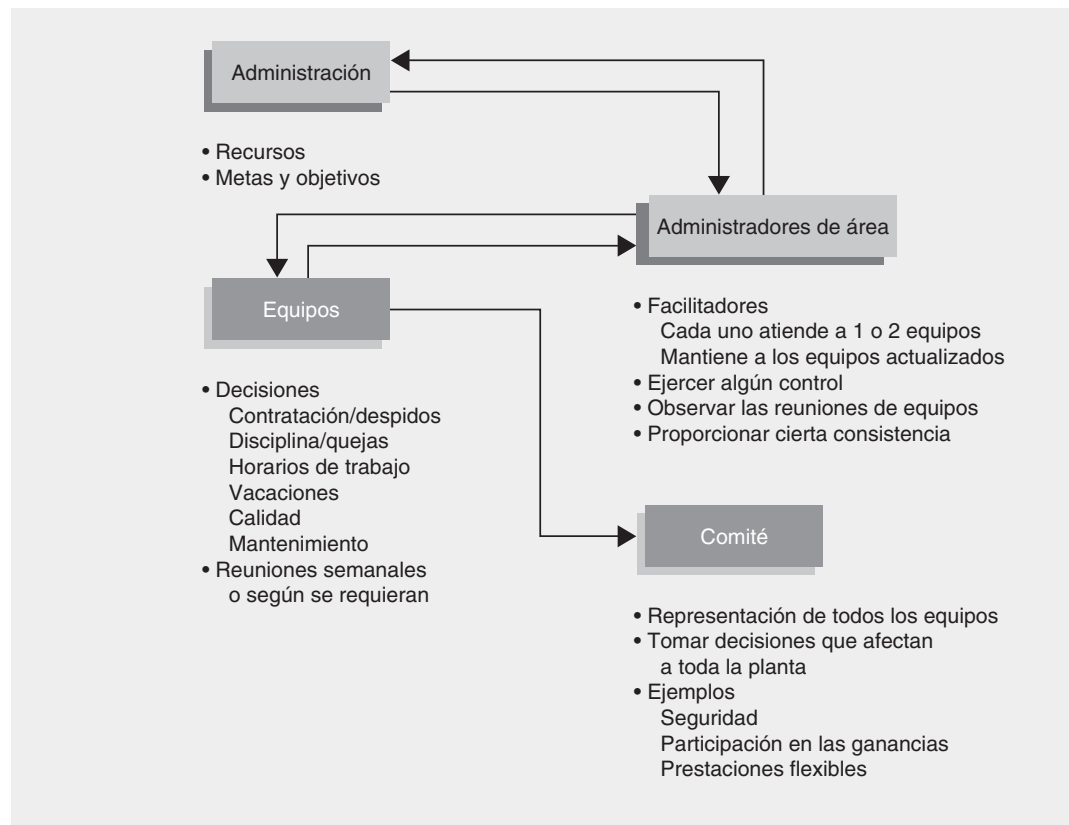 Administración
• Recursos
• Metas y objetivos
Administradores de área
• Facilitadores
Cada uno atiende a 1 o 2 equipos
Mantiene a los equipos actualizados
• Ejercer algún control
• Observar las reuniones de equipos
• Proporcionar cierta consistencia
Equipos
• Decisiones
Contratación/despidos
Disciplina/quejas
Horarios de trabajo
Vacaciones
Calidad
Mantenimiento
• Reuniones semanales
o según se requieran
Comité
• Representación de todos los equipos
• Tomar decisiones que afectan
a toda la planta
• Ejemplos
Seguridad
Participación en las ganancias
Prestaciones flexibles